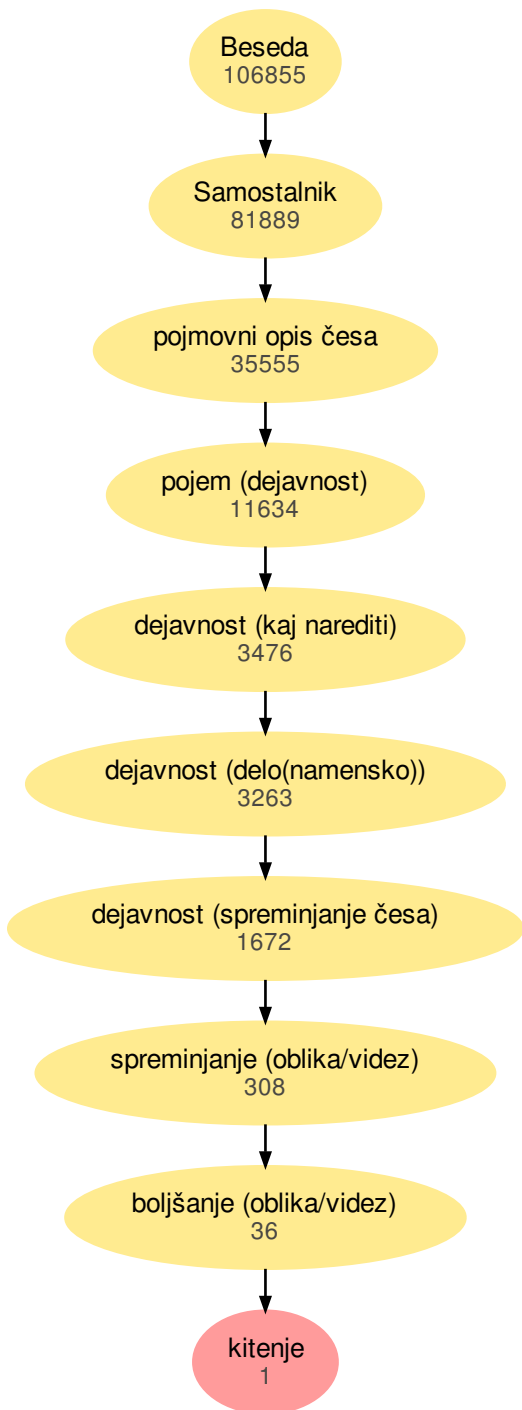 Beseda
106855
Samostalnik
81889
pojmovni opis česa
35555
pojem (dejavnost)
11634
dejavnost (kaj narediti)
3476
dejavnost (delo(namensko))
3263
dejavnost (spreminjanje česa)
1672
spreminjanje (oblika/videz)
308
boljšanje (oblika/videz)
36
kitenje
1